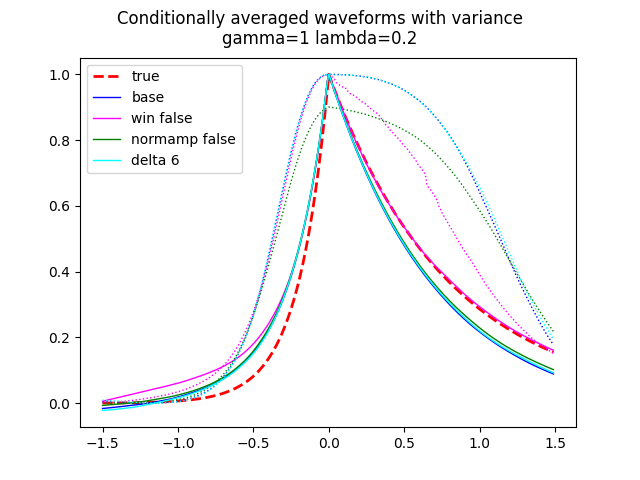 Conditionally averaged waveforms with variance
gamma=1 lambda=0.2
true
base
win false
normamp false
delta 6
1.0
0.8
0.6
0.4
0.2
0.0
−1.5
−1.0
−0.5
0.0
0.5
1.0
1.5